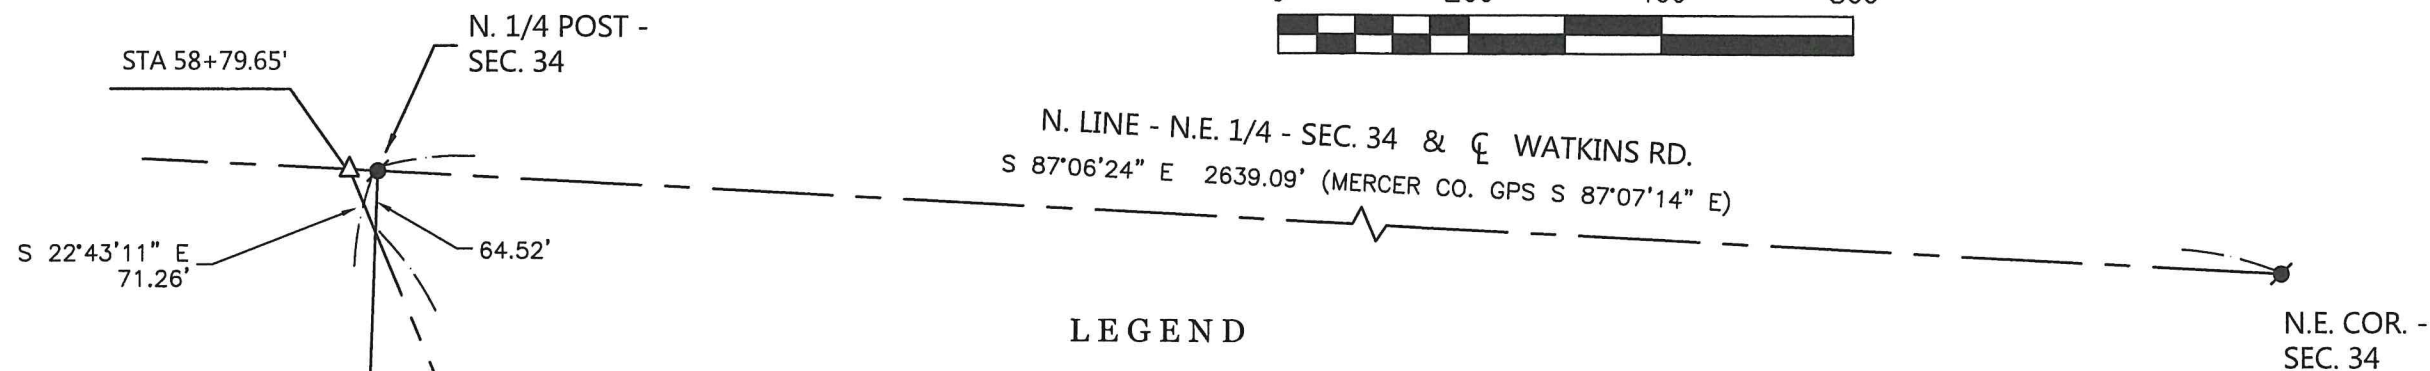 N. 1/4 POST -
SEC. 34
STA 58+79.65'
N. LINE - N.E. 1/4 - SEC. 34 & ℄ WATKINS RD.
S 87°06'24" E 2639.09' (MERCER CO. GPS S 87°07'14" E)
S 22°43'11" E
71.26'
64.52'
LEGEND
N.E. COR. -
SEC. 34